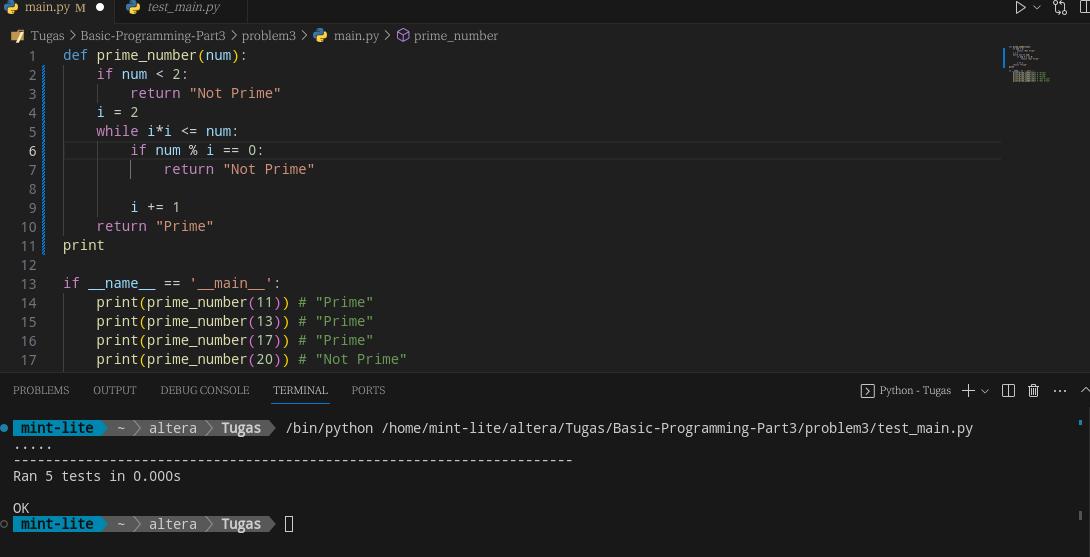 main.py M ● test_main.py
Tugas > Basic-Programming-Part3 > problem3 > main.py > prime_number
1 def prime_number(num):
2     if num < 2:
3         return "Not Prime"
4     i = 2
5     while i*i <= num:
6         if num % i == 0:
7             return "Not Prime"
8
9         i += 1
10     return "Prime"
11 print
12
13 if __name__ == '__main__':
14     print(prime_number(11)) # "Prime"
15     print(prime_number(13)) # "Prime"
16     print(prime_number(17)) # "Prime"
17     print(prime_number(20)) # "Not Prime"
PROBLEMS OUTPUT DEBUG CONSOLE TERMINAL PORTS Python - Tugas
mint-lite ~ altera Tugas /bin/python /home/mint-lite/altera/Tugas/Basic-Programming-Part3/problem3/test_main.py
.....
----------------------------------------------------------------------
Ran 5 tests in 0.000s
OK
mint-lite ~ altera Tugas